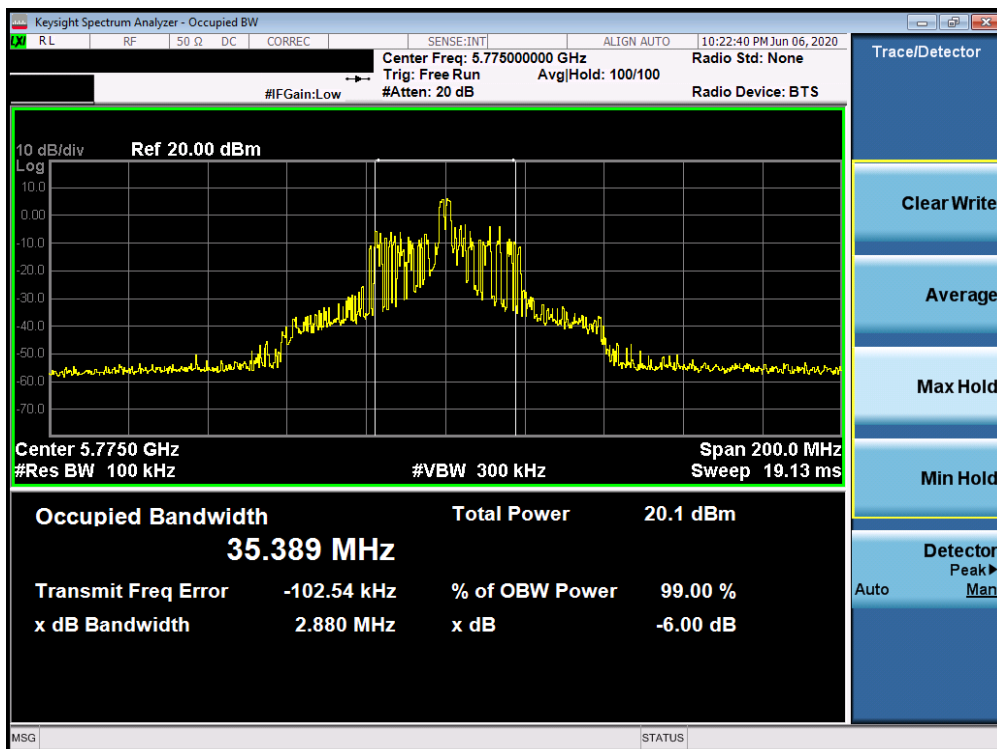 Keysight Spectrum Analyzer - Occupied BW
LXI RL RF 50 Ω DC CORREC SENSE:INT ALIGN AUTO 10:22:40 PM Jun 06, 2020
Center Freq: 5.775000000 GHz Radio Std: None
Trig: Free Run Avg|Hold: 100/100
#IFGain:Low #Atten: 20 dB Radio Device: BTS
Trace/Detector
10 dB/div Ref 20.00 dBm
Log
10.0
0.00
-10.0
-20.0
-30.0
-40.0
-50.0
-60.0
-70.0
Center 5.7750 GHz Span 200.0 MHz
#Res BW 100 kHz #VBW 300 kHz Sweep 19.13 ms
Occupied Bandwidth Total Power 20.1 dBm
35.389 MHz
Transmit Freq Error -102.54 kHz % of OBW Power 99.00 %
x dB Bandwidth 2.880 MHz x dB -6.00 dB
Clear Write
Average
Max Hold
Min Hold
Detector
Peak▶
Auto Man
MSG STATUS